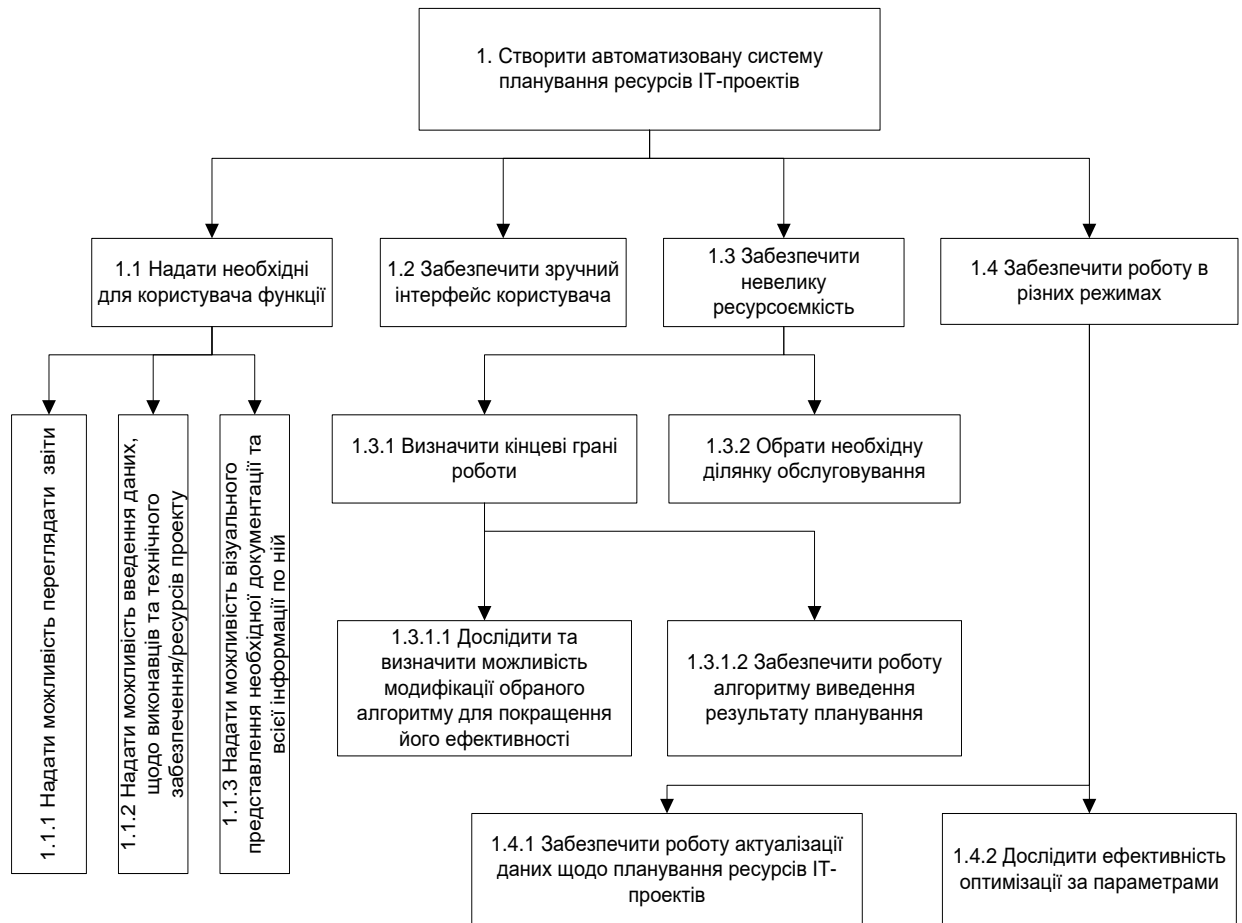 1. Створити автоматизовану систему
планування ресурсів ІТ-проектів
1.1 Надати необхідні
для користувача функції
1.2 Забезпечити зручний
інтерфейс користувача
1.3 Забезпечити
невелику
ресурсоємкість
1.4 Забезпечити роботу в
різних режимах
1.1.1 Надати можливість переглядати звіти
1.1.2 Надати можливість введення даних,
щодо виконавців та технічного
забезпечення/ресурсів проекту
1.1.3 Надати можливість візуального
представлення необхідної документації та
всієї інформації по ній
1.3.1 Визначити кінцеві грані
роботи
1.3.2 Обрати необхідну
ділянку обслуговування
1.3.1.1 Дослідити та
визначити можливість
модифікації обраного
алгоритму для покращення
його ефективності
1.3.1.2 Забезпечити роботу
алгоритму виведення
результату планування
1.4.1 Забезпечити роботу актуалізації
даних щодо планування ресурсів ІТ-
проектів
1.4.2 Дослідити ефективність
оптимізації за параметрами